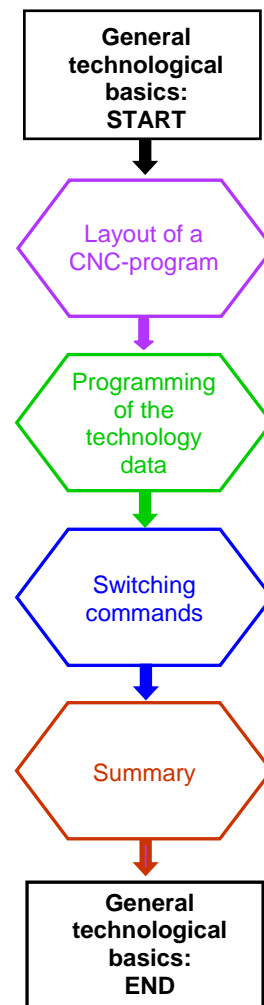 General
technological
basics:
START
Layout of a
CNC-program
Programming
of the
technology
data
Switching
commands
Summary
General
technological
basics:
END